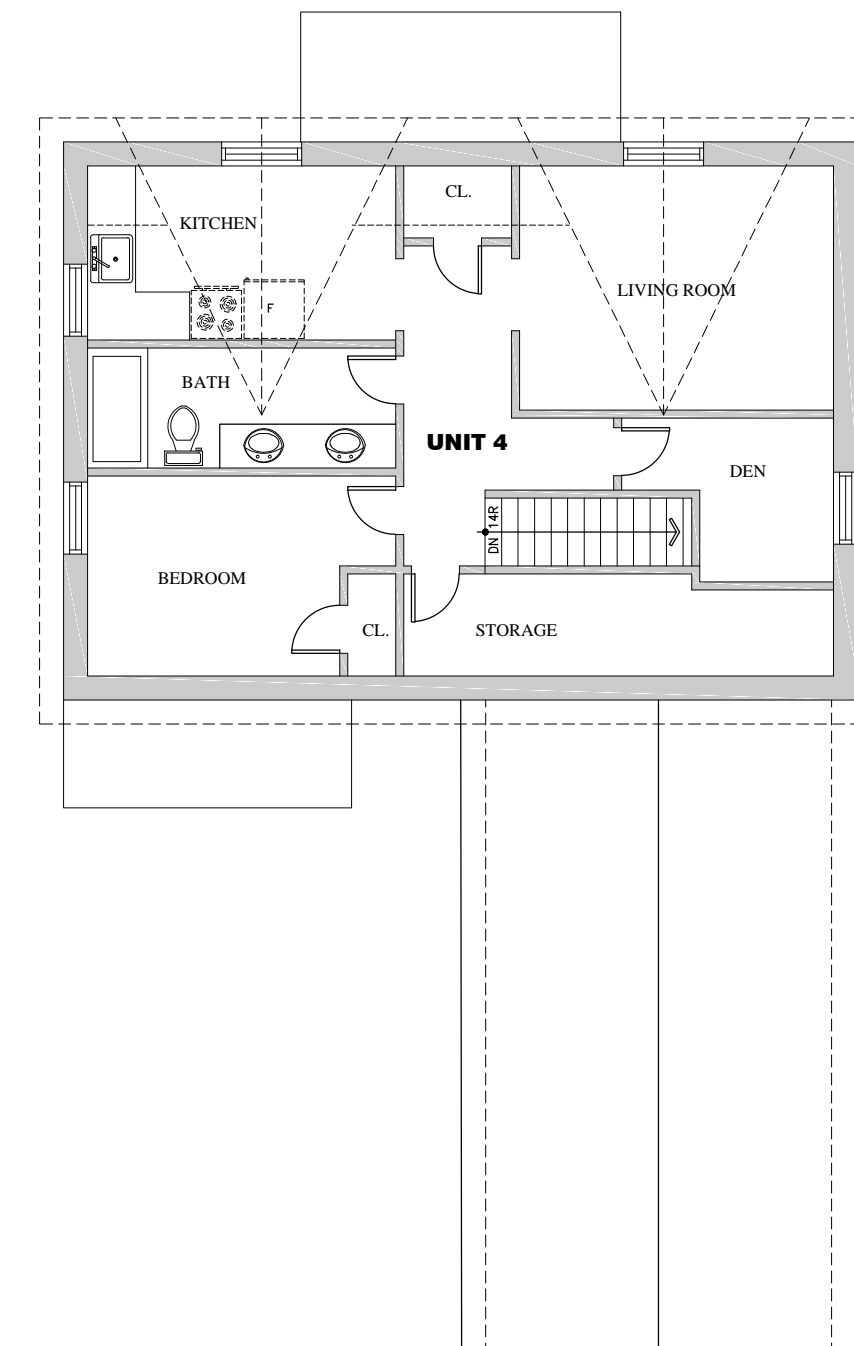 CL.
KITCHEN
LIVING ROOM
F
BATH
UNIT 4
DEN
DN 14R
BEDROOM
CL.
STORAGE